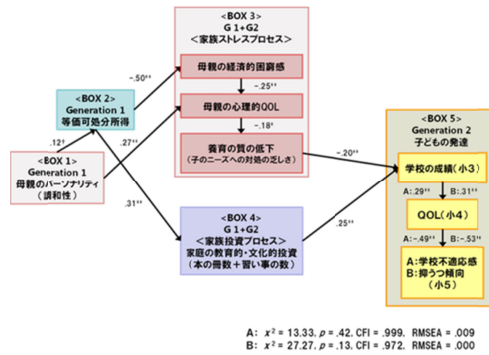 <BOX 3>
G 1+G2
＜家族ストレスプロセス＞
母親の経済的困窮感
-.25**
母親の心理的QOL
-.18*
養育の質の低下
(子のニーズへの対処の乏しさ)
-.50**
<BOX 2>
Generation 1
等価可処分所得
.12†
.27**
<BOX 1>
Generation 1
母親のパーソナリティ
(調和性)
.31**
<BOX 4>
G 1+G2
＜家族投資プロセス＞
家庭の教育的・文化的投資
(本の冊数＋習い事の数)
-.20**
.25**
<BOX 5>
Generation 2
子どもの発達
学校の成績(小3)
A:.29** B:.31**
QOL(小4)
A:-.49** B:-.53**
A:学校不適応感
B:抑うつ傾向
(小5)
A: x² = 13.33. p = .42. CFI = .999. RMSEA = .009
B: x² = 27.27. p = .13. CFI = .972. RMSEA = .000